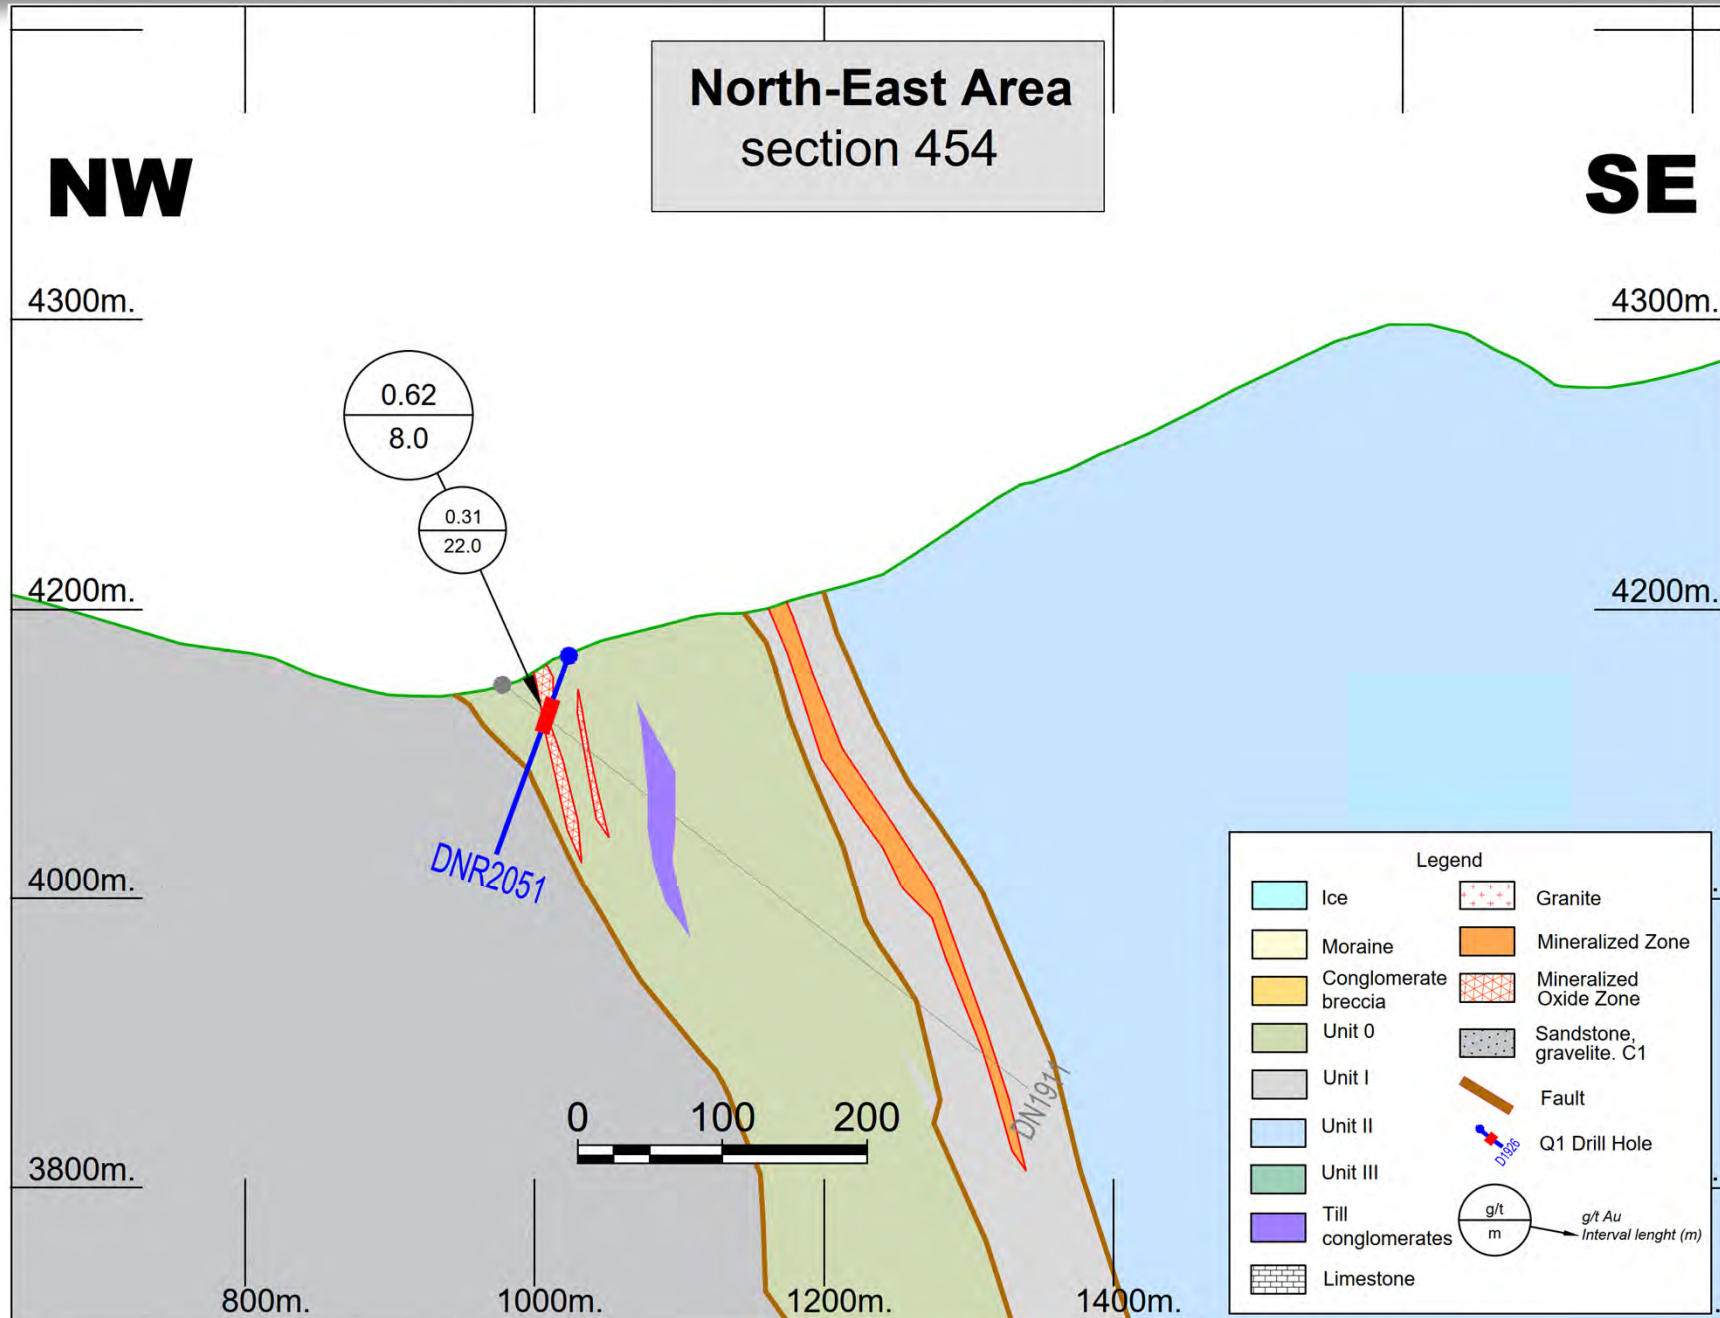 North-East Area
section 454
NW
SE
4300m.
4300m.
0.62
8.0
0.31
22.0
4200m.
4200m.
DNR2051
4000m.
DN1911
0
100
200
3800m.
800m.
1000m.
1200m.
1400m.
Legend
Ice
Moraine
Conglomerate
breccia
Unit 0
Unit I
Unit II
Unit III
Till
conglomerates
Limestone
Granite
Mineralized Zone
Mineralized
Oxide Zone
Sandstone,
gravelite. C1
Fault
D1926
Q1 Drill Hole
g/t
m
g/t Au
Interval lenght (m)